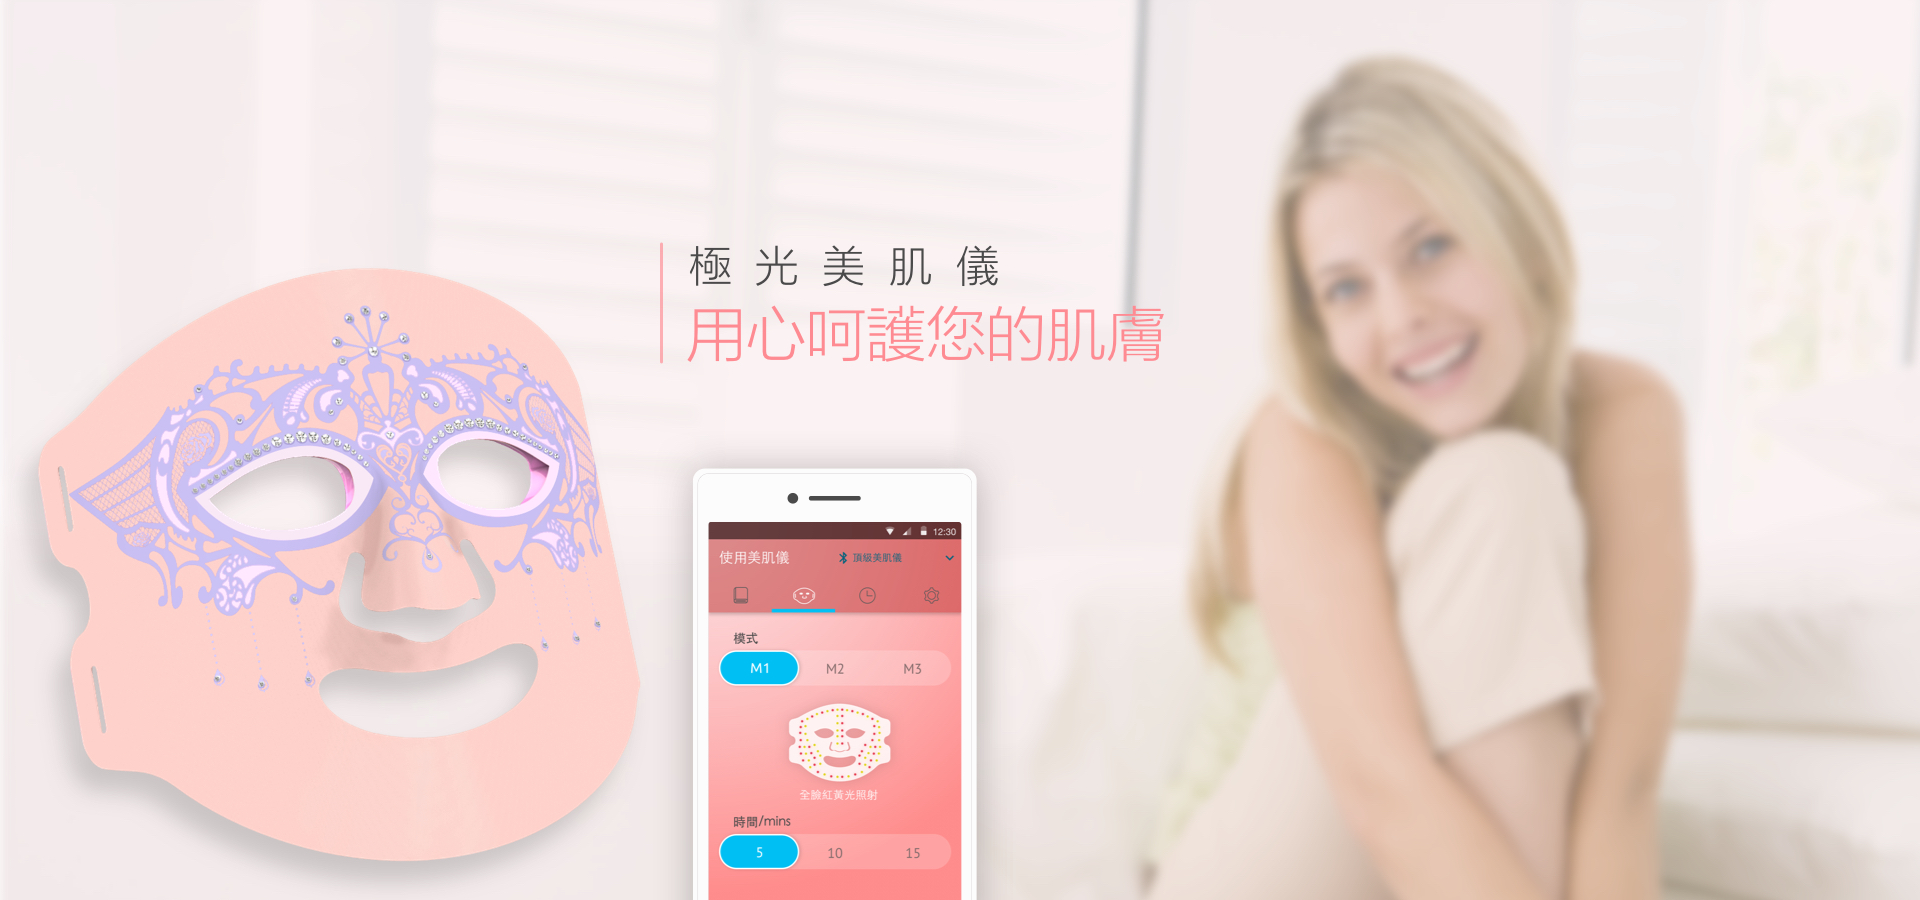 極光美肌儀
用心呵護您的肌膚
12:30
使用美肌儀 頂級美肌儀
模式
M1 M2 M3
全臉紅黃光照射
時間/mins
5 10 15